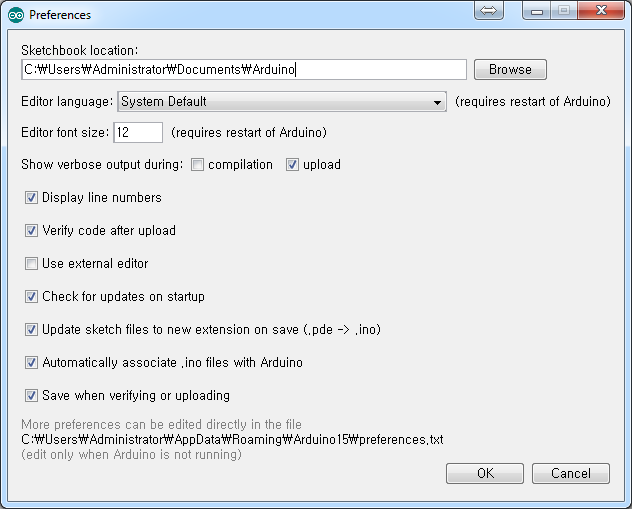 Preferences
Sketchbook location:
C:₩Users₩Administrator₩Documents₩Arduino
Browse
Editor language: System Default (requires restart of Arduino)
Editor font size: 12 (requires restart of Arduino)
Show verbose output during: compilation upload
Display line numbers
Verify code after upload
Use external editor
Check for updates on startup
Update sketch files to new extension on save (.pde -> .ino)
Automatically associate .ino files with Arduino
Save when verifying or uploading
More preferences can be edited directly in the file
C:₩Users₩Administrator₩AppData₩Roaming₩Arduino15₩preferences.txt
(edit only when Arduino is not running)
OK Cancel